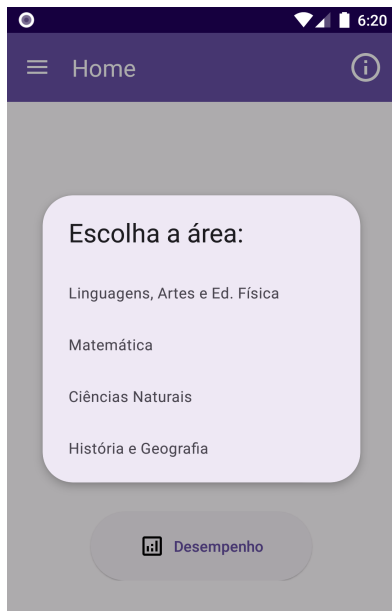 6:20
Home
Escolha a área:
Linguagens, Artes e Ed. Física
Matemática
Ciências Naturais
História e Geografia
Desempenho